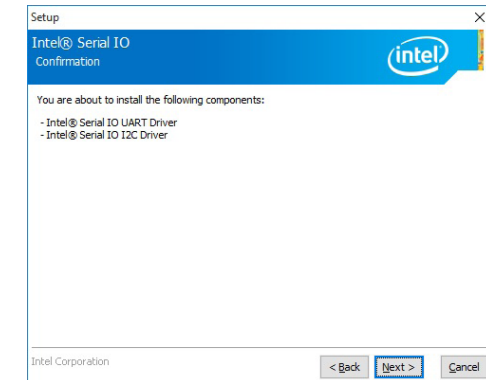 Setup
Intel® Serial IO
Confirmation
intel
You are about to install the following components:
- Intel® Serial IO UART Driver
- Intel® Serial IO I2C Driver
Intel Corporation
< Back
Next >
Cancel